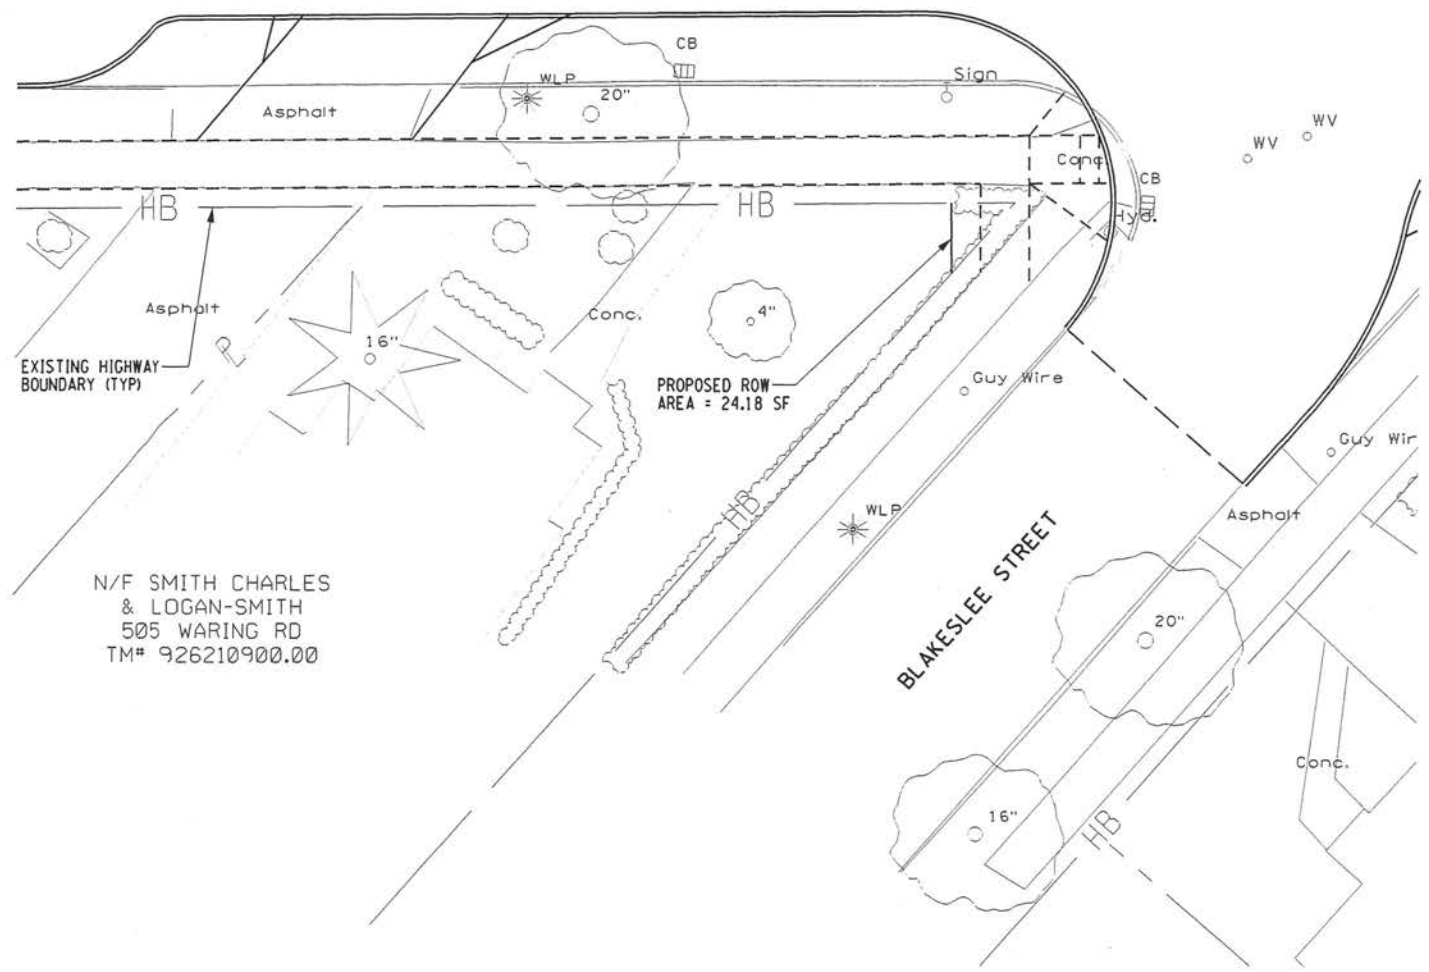 CB
Sign
WLP
20"
Asphalt
WV
WV
Conc
CB
HB
HB
Hyd.
Asphalt
Conc.
4"
16"
P
EXISTING HIGHWAY
BOUNDARY (TYP)
PROPOSED ROW
AREA = 24.18 SF
Guy Wire
Guy Wir
HB
WLP
Asphalt
BLAKESLEE STREET
N/F SMITH CHARLES
& LOGAN-SMITH
505 WARING RD
TM# 926210900.00
20"
Conc.
16"
HB